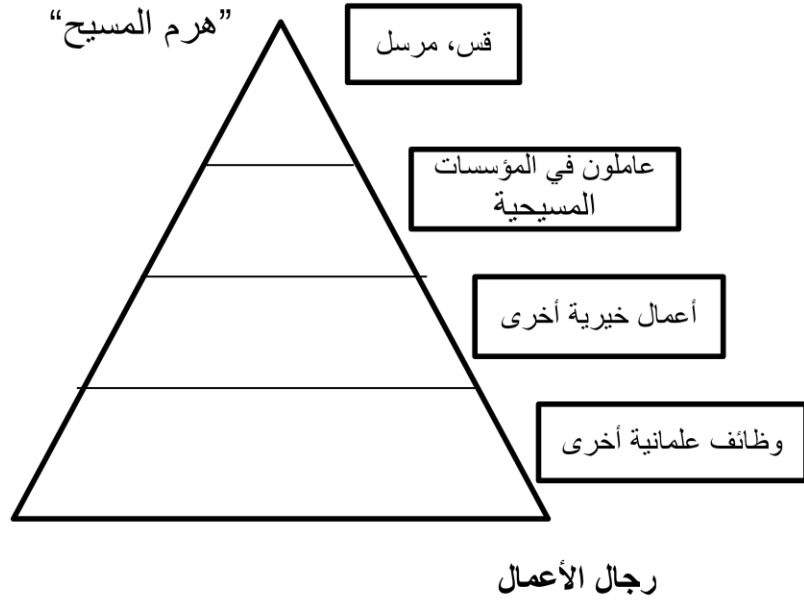 ”هرم المسيح“
قس، مرسل
عاملون في المؤسسات
المسيحية
أعمال خيرية أخرى
وظائف علمانية أخرى
رجال الأعمال